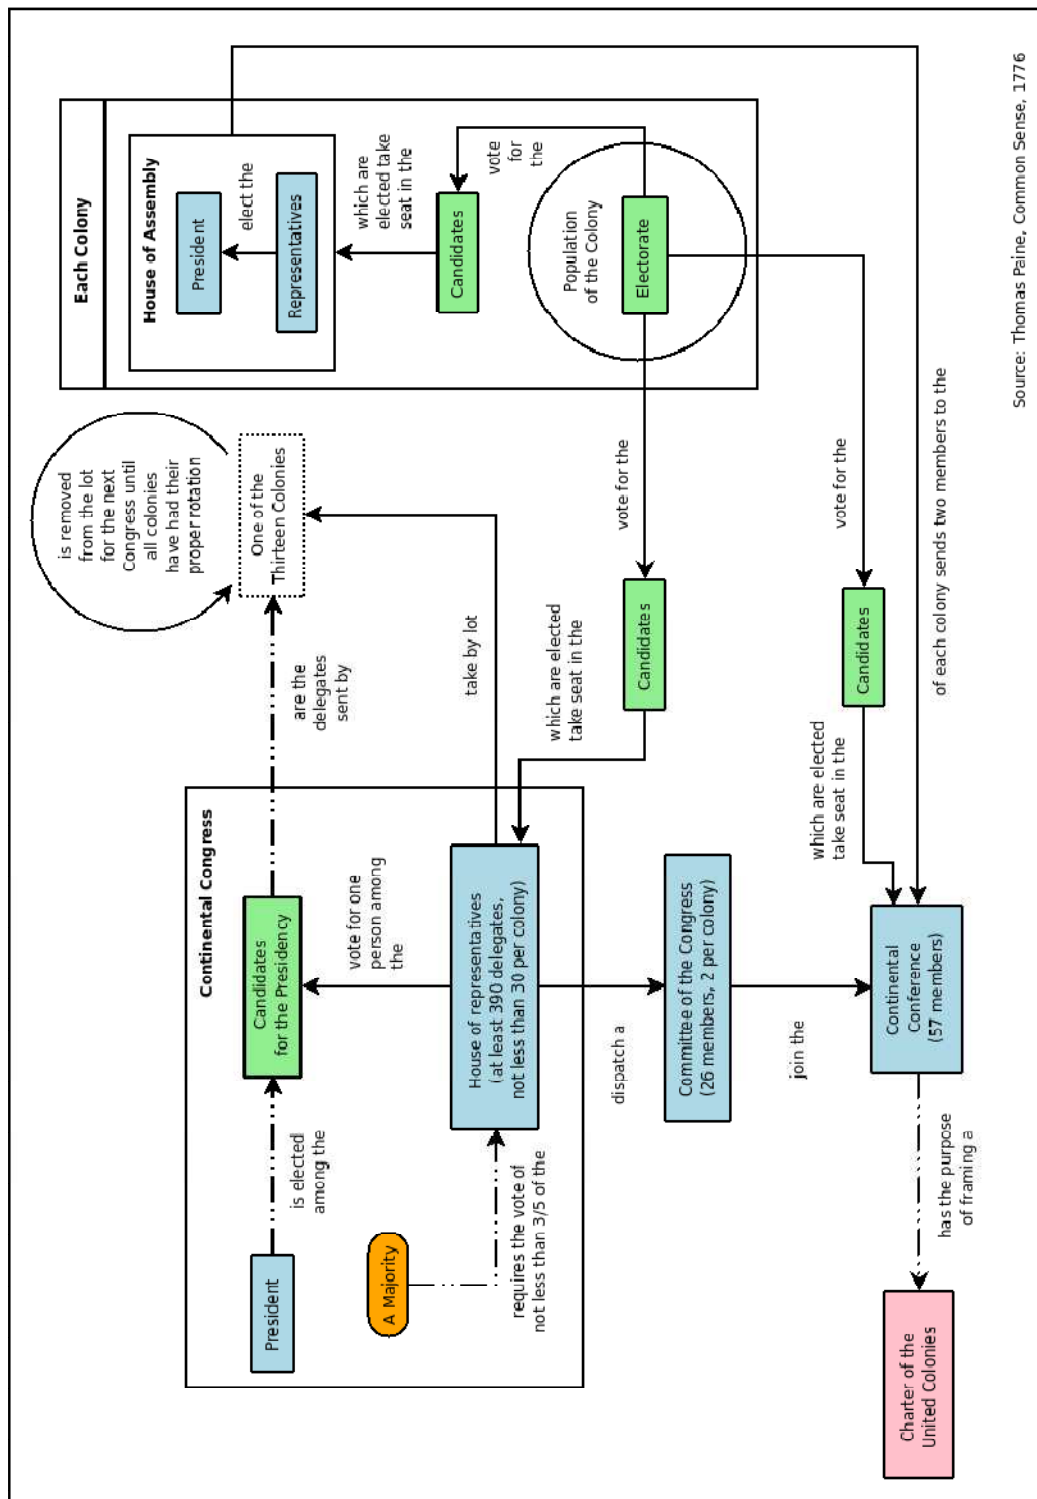 Each Colony
House of Assembly
President
elect the
Representatives
which are
elected take
seat in the
Candidates
vote
for
the
Population
of the Colony
Electorate
is removed
from the lot
for the next
Congress until
all colonies
have had their
proper rotation
One of the
Thirteen Colonies
are the
delegates
sent by
take by lot
vote for the
Candidates
which are elected
take seat in the
vote for the
Candidates
which are elected
take seat in the
of each colony sends two members to the
Continental Congress
Candidates
for the Presidency
vote for one
person among
the
House of representatives
(at least 390 delegates,
not less than 30 per colony)
is elected
among the
President
A Majority
requires the vote of
not less than 3/5 of the
dispatch a
Committee of the Congress
(26 members, 2 per colony)
join the
Continental
Conference
(57 members)
has the purpose
of framing a
Charter of the
United Colonies
Source: Thomas Paine, Common Sense, 1776